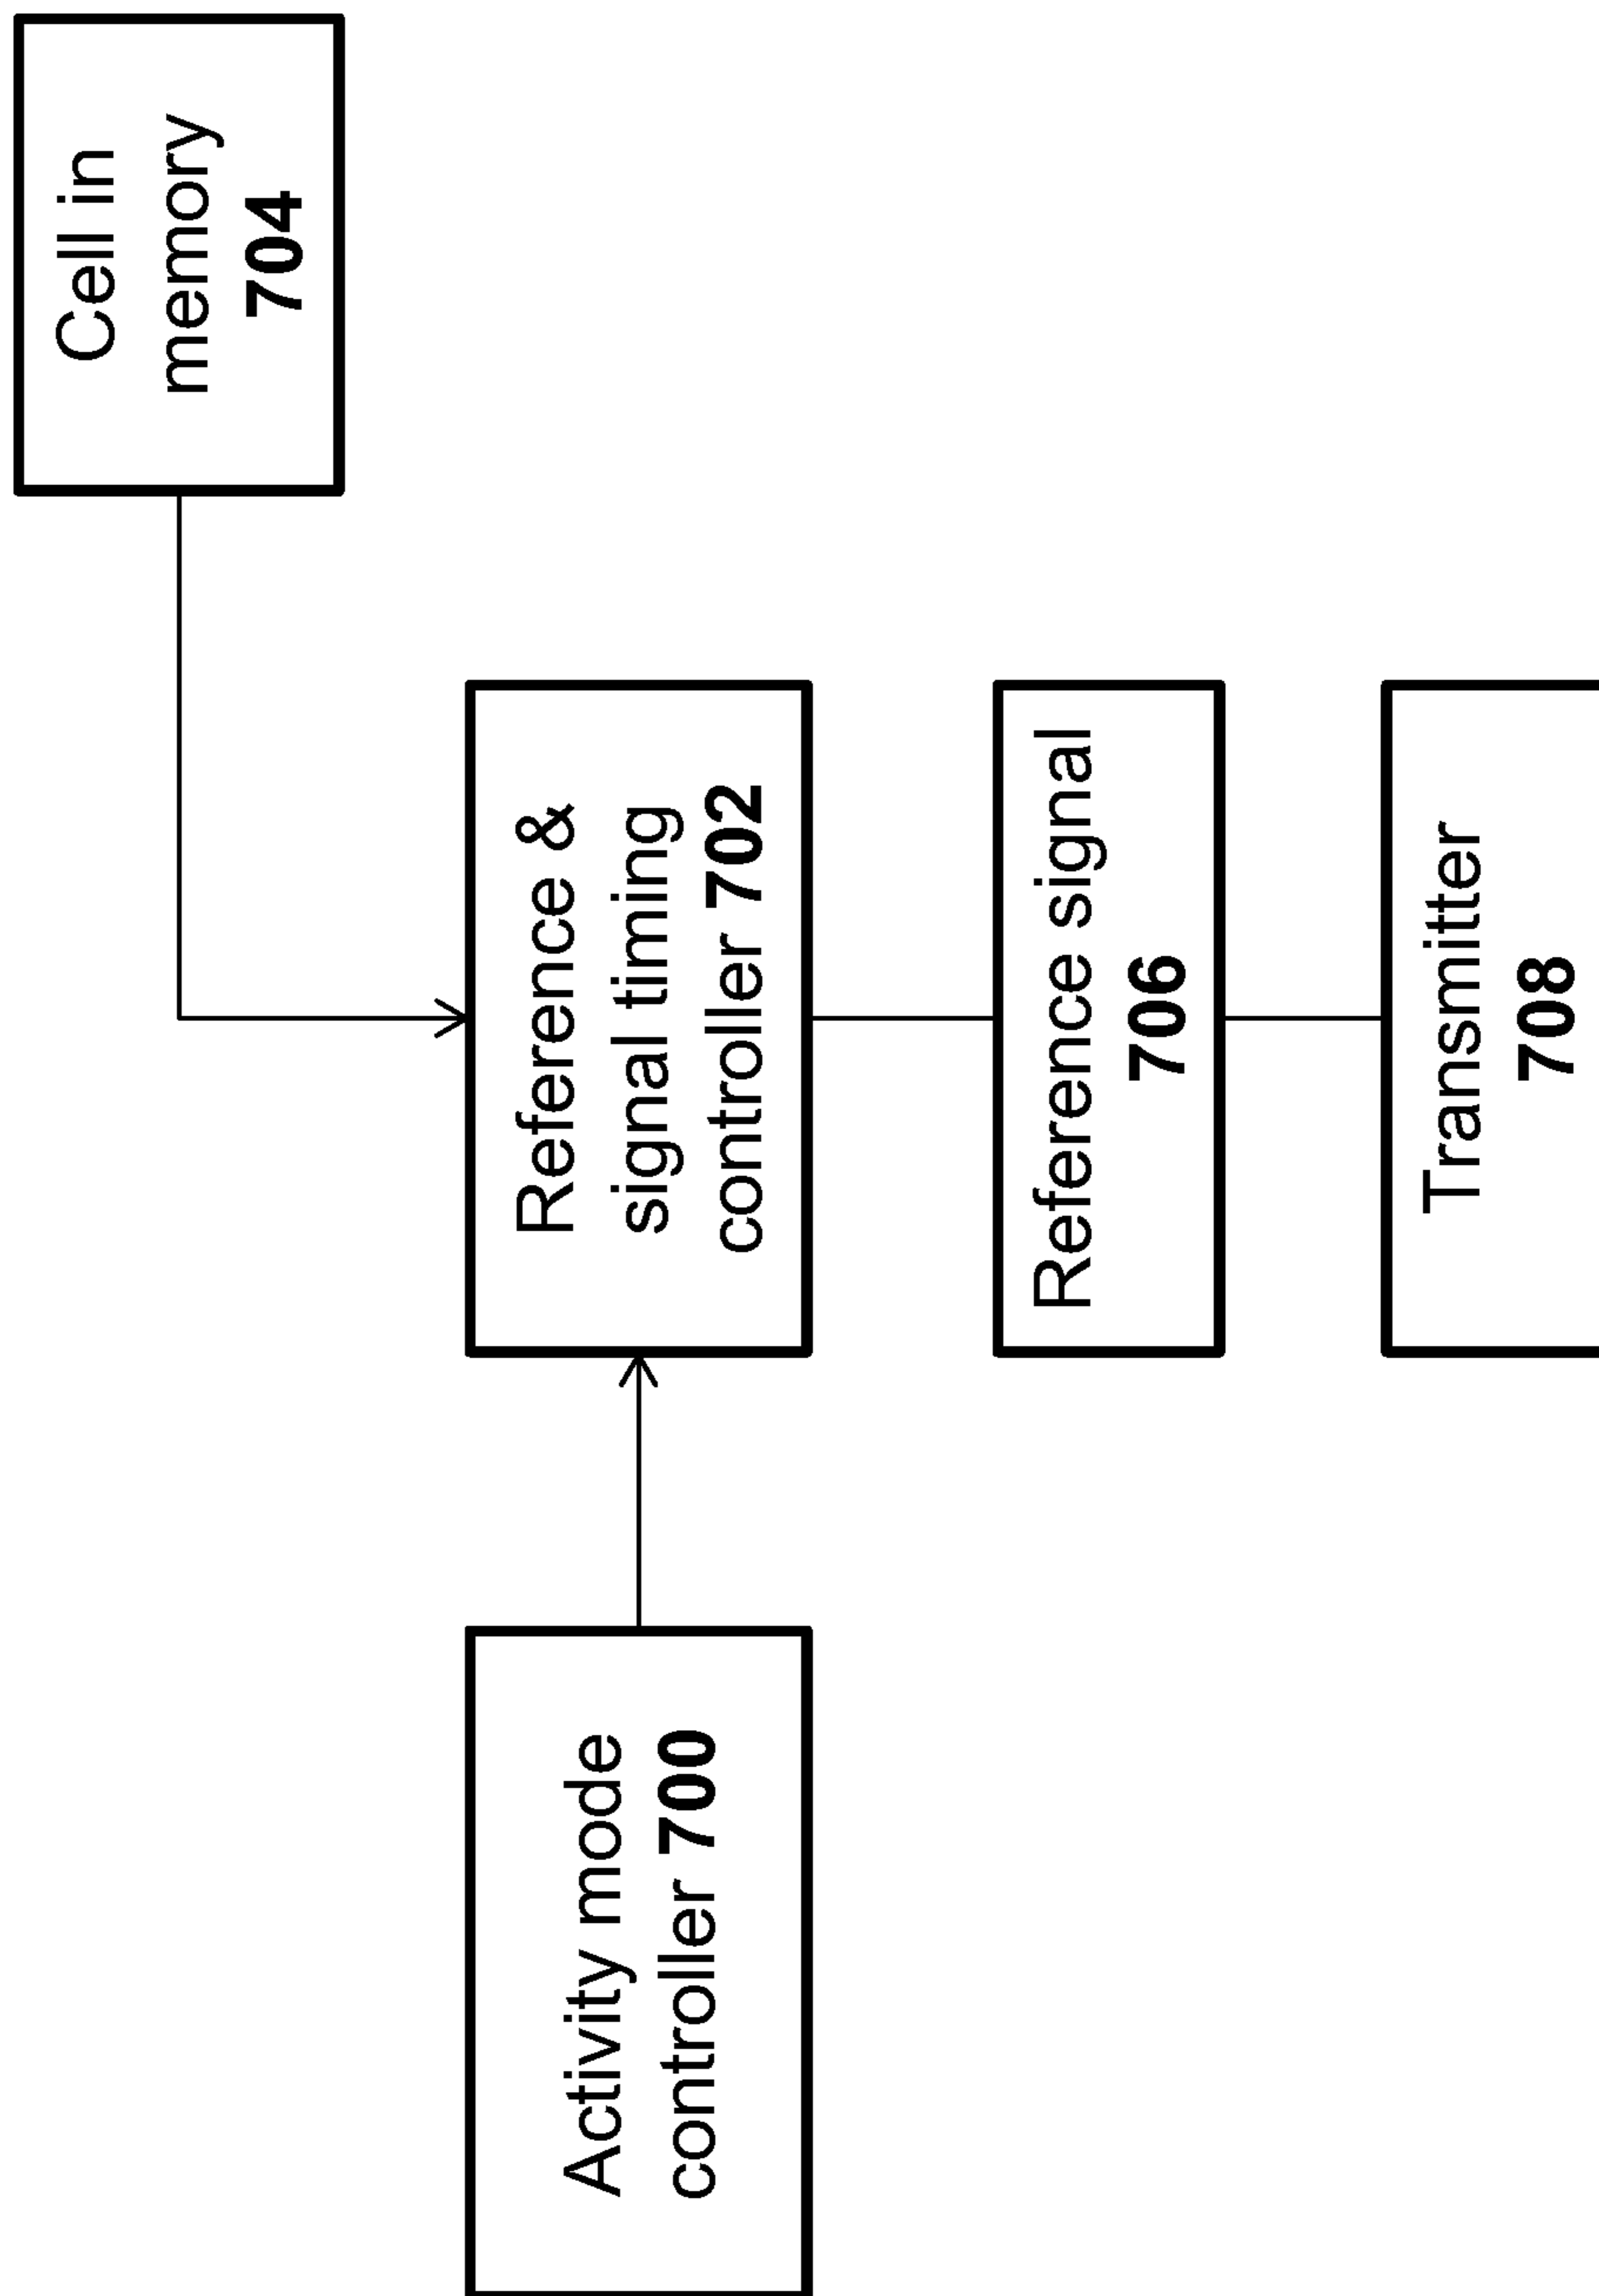 Cell in
memory
704
Reference &
signal timing
controller 702
Activity mode
controller 700
Reference signal
706
Transmitter
708